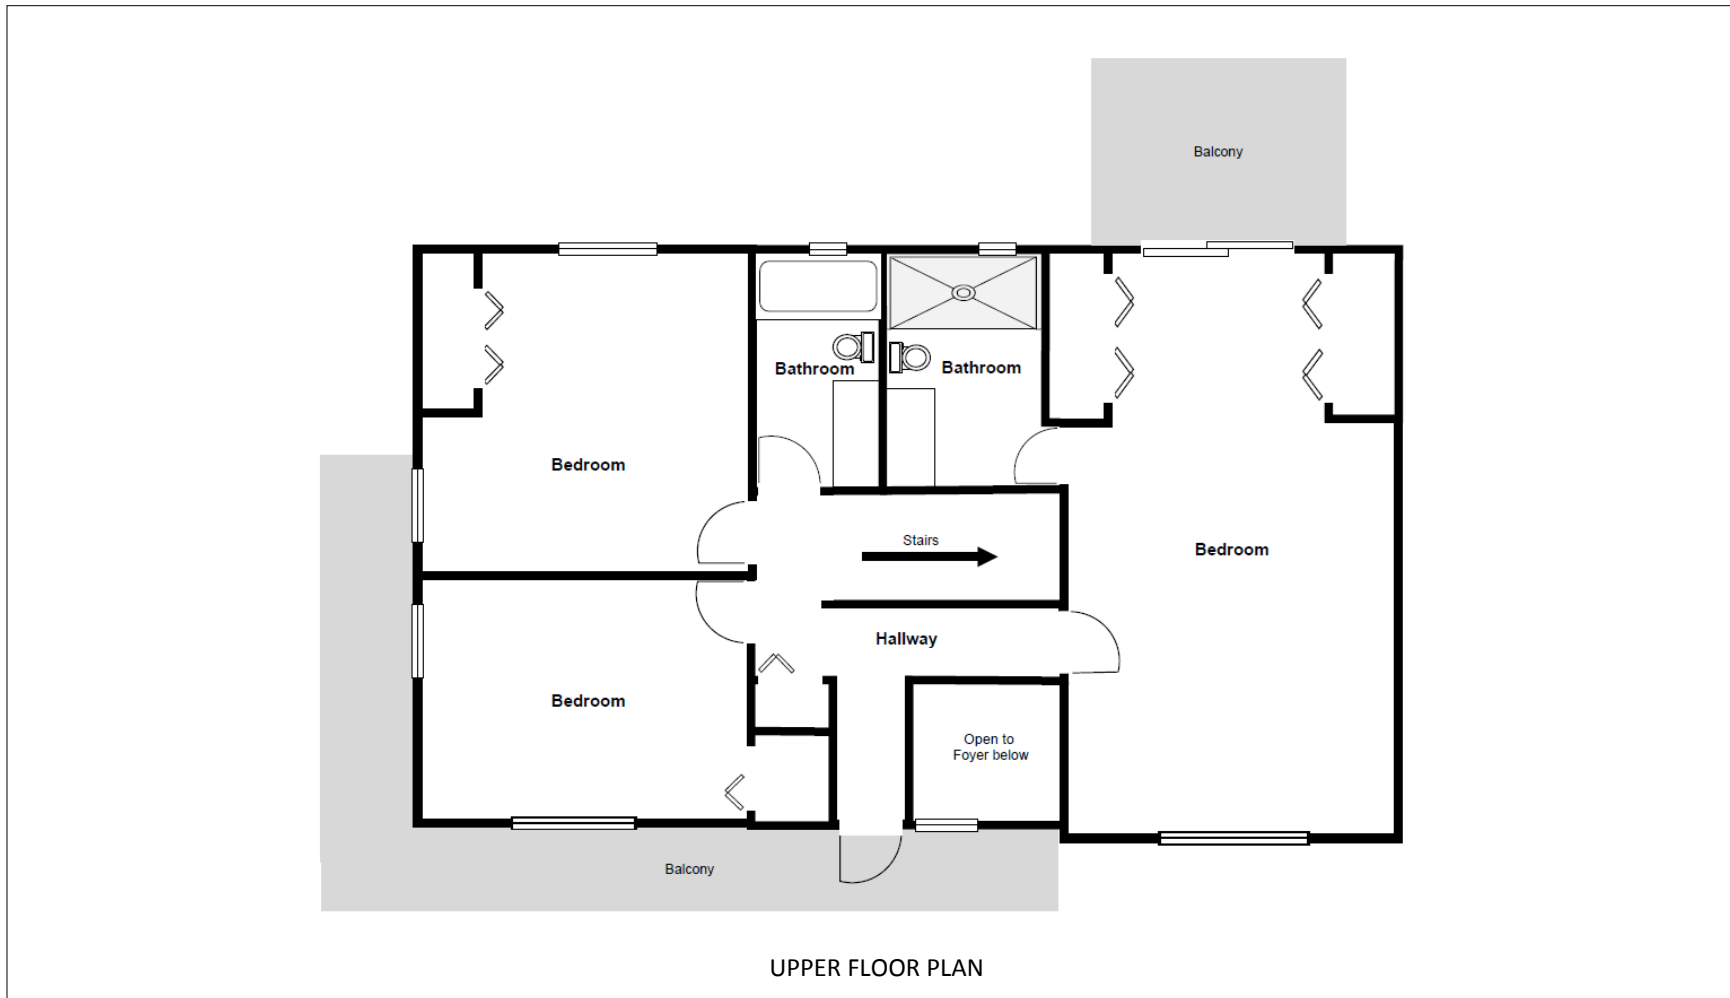 Balcony
Bathroom
Bathroom
Bedroom
Stairs
Bedroom
Hallway
Bedroom
Open to
Foyer below
Balcony
UPPER FLOOR PLAN